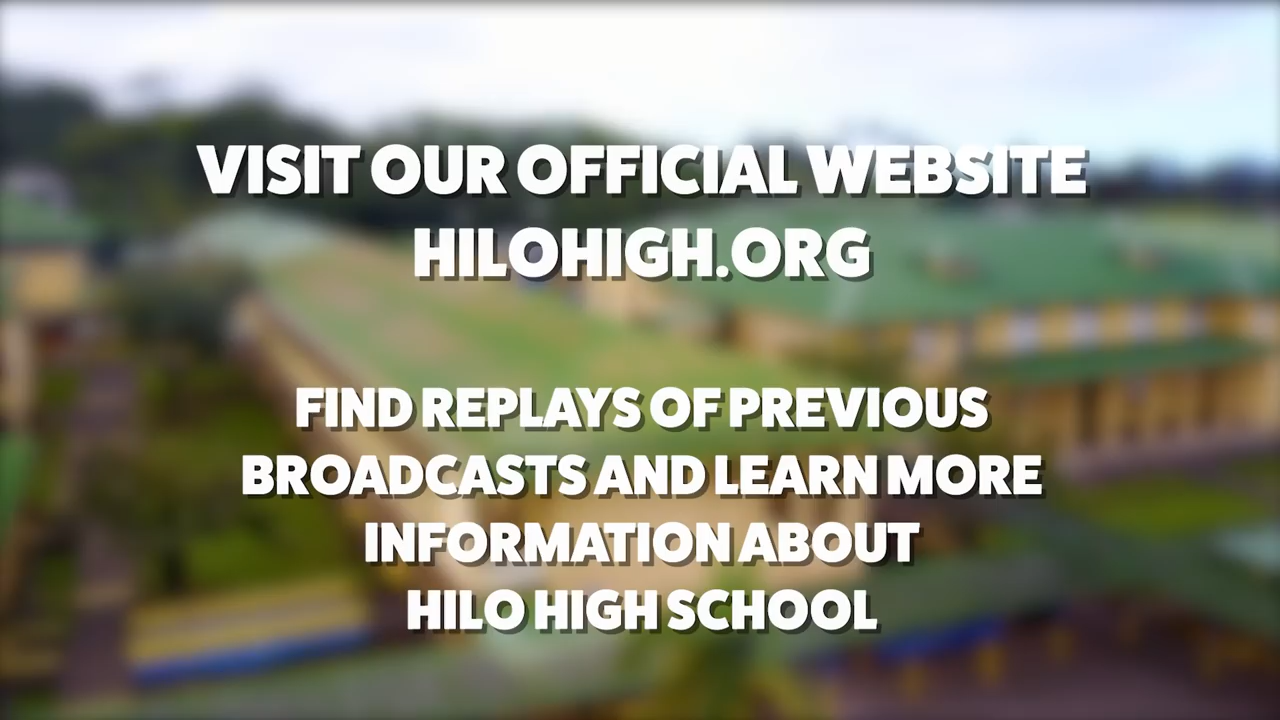 VISIT OUR OFFICIAL WEBSITE
HILOHIGH.ORG
FIND REPLAYS OF PREVIOUS
BROADCASTS AND LEARN MORE
INFORMATION ABOUT
HILO HIGH SCHOOL